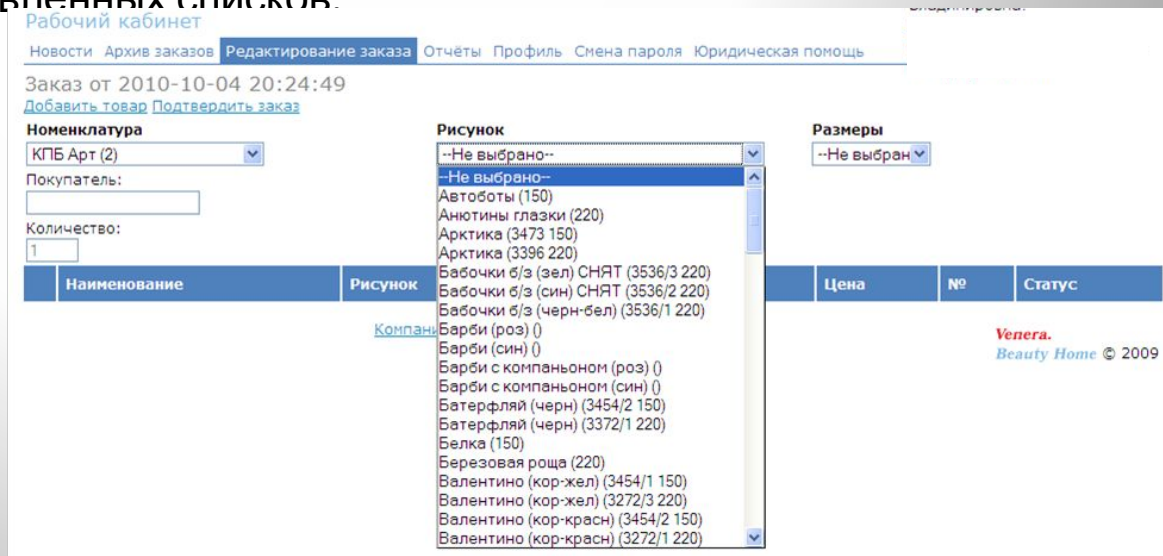 вленных списков.
Владимировна!
Рабочий кабинет
Новости Архив заказов Редактирование заказа Отчёты Профиль Смена пароля Юридическая помощь
Заказ от 2010-10-04 20:24:49
Добавить товар Подтвердить заказ
Номенклатура Рисунок Размеры
КПБ Арт (2) --Не выбрано-- --Не выбран
Покупатель:
Количество:
1
--Не выбрано--
Автоботы (150)
Анютины глазки (220)
Арктика (3473 150)
Арктика (3396 220)
Бабочки б/з (зел) СНЯТ (3536/3 220)
Бабочки б/з (син) СНЯТ (3536/2 220)
Бабочки б/з (черн-бел) (3536/1 220)
Барби (роз) ()
Барби (син) ()
Барби с компаньоном (роз) ()
Барби с компаньоном (син) ()
Батерфляй (черн) (3454/2 150)
Батерфляй (черн) (3372/1 220)
Белка (150)
Березовая роща (220)
Валентино (кор-жел) (3454/1 150)
Валентино (кор-жел) (3272/3 220)
Валентино (кор-красн) (3454/2 150)
Валентино (кор-красн) (3272/1 220)
Наименование Рисунок Цена № Статус
Компани
Venera.
Beauty Home © 2009